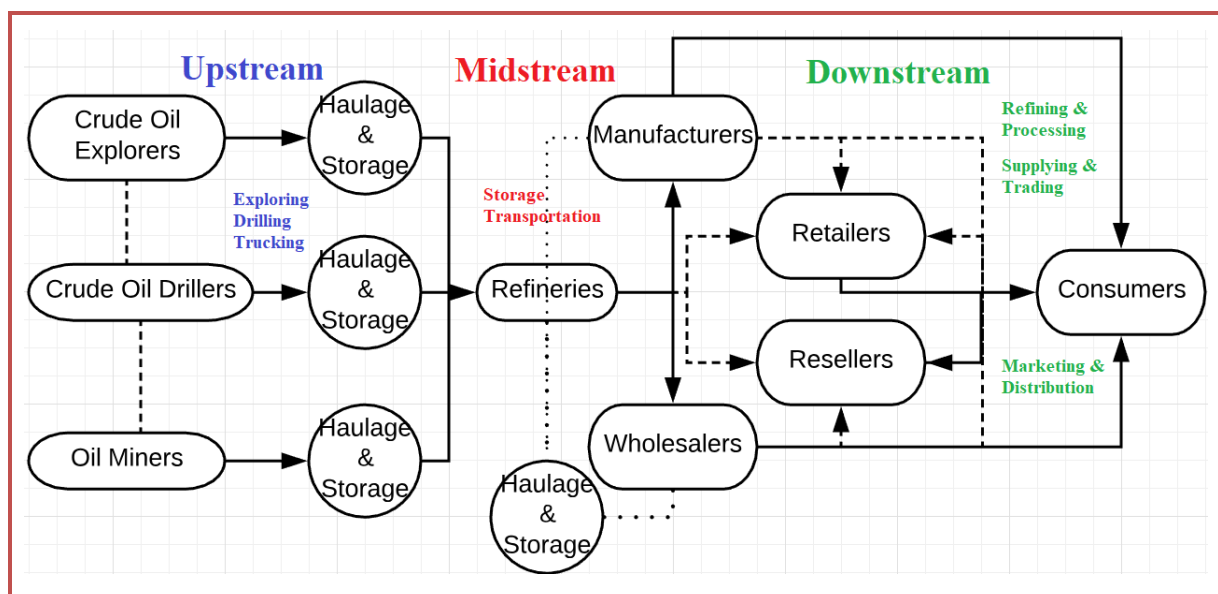 Upstream
Midstream
Downstream
Crude Oil
Explorers
Haulage
&
Storage
Manufacturers
Refining &
Processing
Supplying &
Trading
Exploring
Drilling
Trucking
Storage
Transportation
Retailers
Crude Oil Drillers
Haulage
&
Storage
Refineries
Consumers
Resellers
Marketing &
Distribution
Oil Miners
Haulage
&
Storage
Wholesalers
Haulage
&
Storage